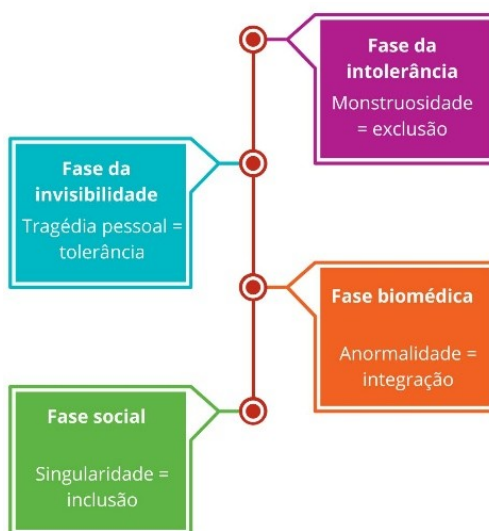 Fase da
intolerância
Monstruosidade
= exclusão
Fase da
invisibilidade
Tragédia pessoal =
tolerância
Fase biomédica
Anormalidade =
integração
Fase social
Singularidade =
inclusão